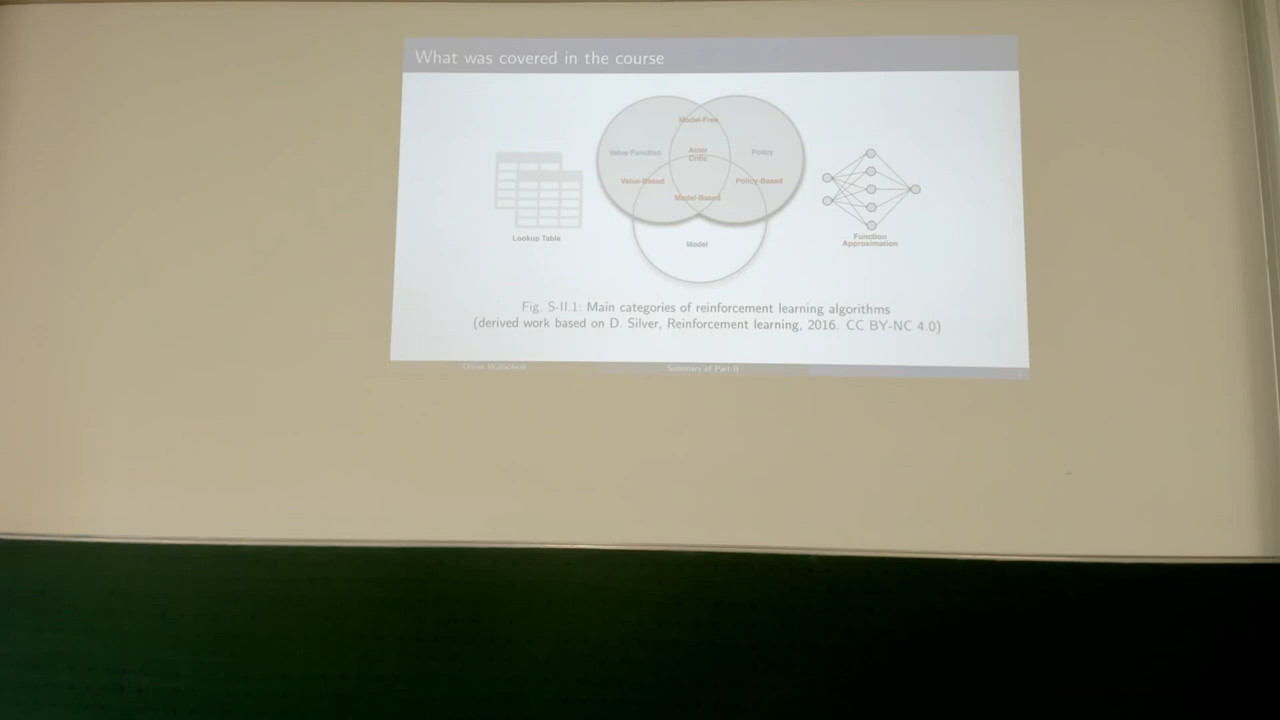 What was covered in the course
Model-Free
Value Function
Actor
Critic
Policy
Value-Based
Policy-Based
Model-Based
Lookup Table
Model
Function
Approximation
Fig. S-II.1: Main categories of reinforcement learning algorithms
(derived work based on D. Silver, Reinforcement learning, 2016. CC BY-NC 4.0)
Oliver Wallscheid
Summary of Part II